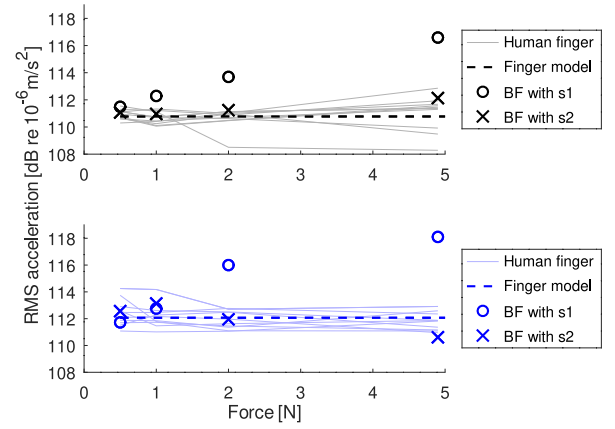 118
116
114
112
110
108
0 1 2 3 4 5
Human finger
Finger model
BF with s1
BF with s2
RMS acceleration [dB re 10^-6 m/s^2]
118
116
114
112
110
108
0 1 2 3 4 5
Force [N]
Human finger
Finger model
BF with s1
BF with s2